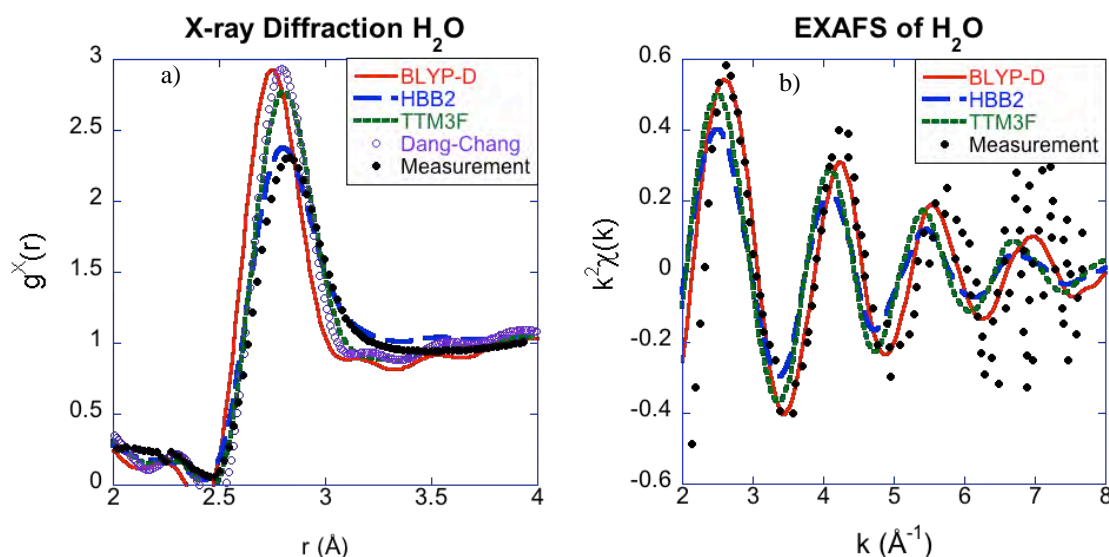 X-ray Diffraction H₂O
a)
BLYP-D
HBB2
TTM3F
Dang-Chang
Measurement
gˣ(r)
3
2.5
2
1.5
1
0.5
0
2 2.5 3 3.5 4
r (Å)
EXAFS of H₂O
b)
BLYP-D
HBB2
TTM3F
Measurement
k²χ(k)
0.6
0.4
0.2
0
-0.2
-0.4
-0.6
2 3 4 5 6 7 8
k (Å⁻¹)